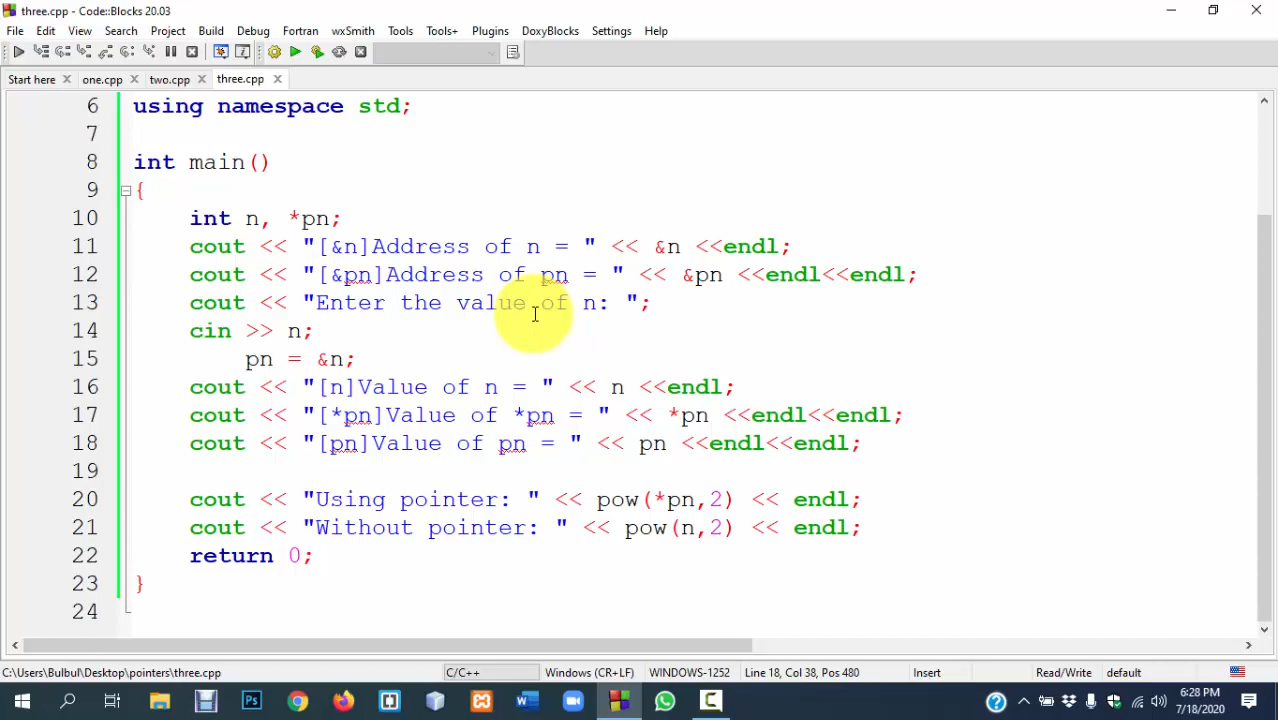 three.cpp - Code::Blocks 20.03
File Edit View Search Project Build Debug Fortran wxSmith Tools Tools+ Plugins DoxyBlocks Settings Help
Start here one.cpp two.cpp three.cpp
6 using namespace std;
7
8 int main()
9 {
10 int n, *pn;
11 cout << "[&n]Address of n = " << &n <<endl;
12 cout << "[&pn]Address of pn = " << &pn <<endl<<endl;
13 cout << "Enter the value of n: ";
14 cin >> n;
15 pn = &n;
16 cout << "[n]Value of n = " << n <<endl;
17 cout << "[*pn]Value of *pn = " << *pn <<endl<<endl;
18 cout << "[pn]Value of pn = " << pn <<endl<<endl;
19
20 cout << "Using pointer: " << pow(*pn,2) << endl;
21 cout << "Without pointer: " << pow(n,2) << endl;
22 return 0;
23 }
24
C:\Users\Bulbul\Desktop\pointers\three.cpp C/C++ Windows (CR+LF) WINDOWS-1252 Line 18, Col 38, Pos 480 Insert Read/Write default
6:28 PM
7/18/2020